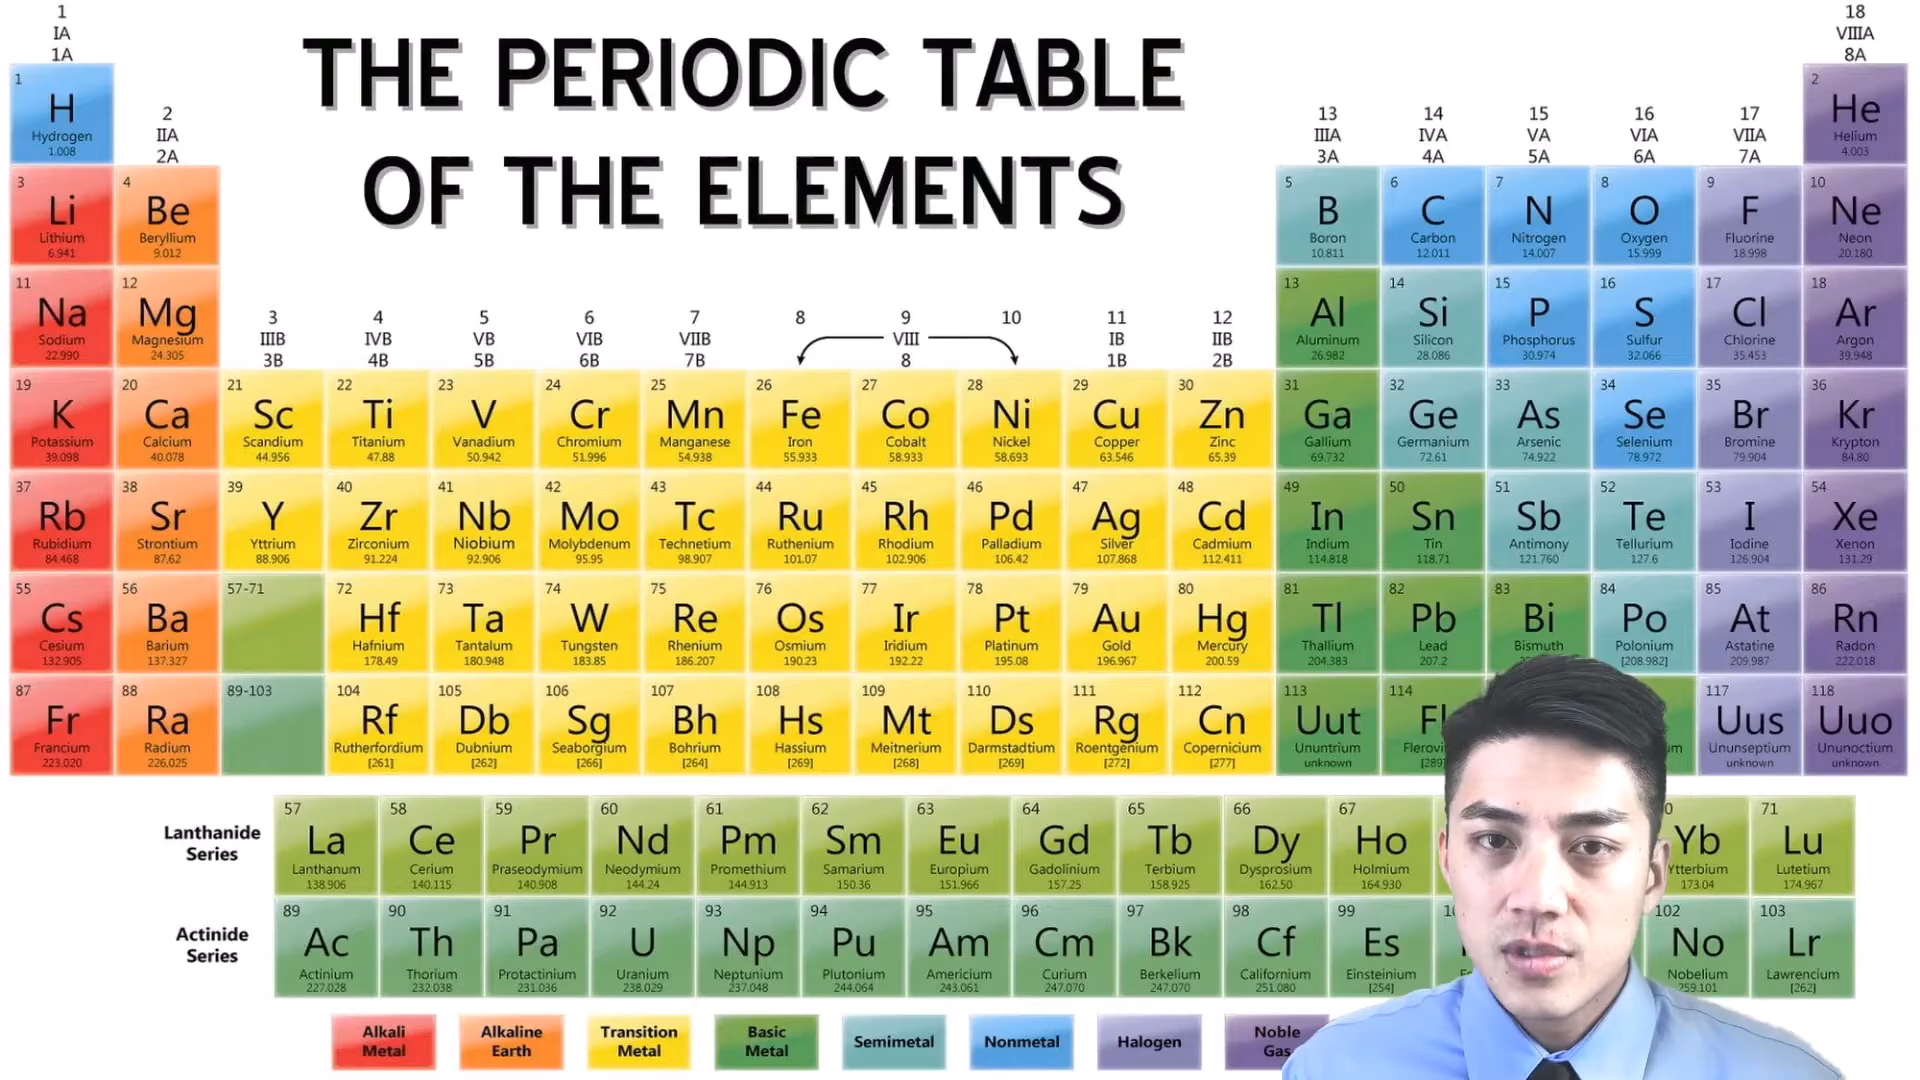 THE PERIODIC TABLE
OF THE ELEMENTS
1
IA
1A
2
IIA
2A
3
IIIB
3B
4
IVB
4B
5
VB
5B
6
VIB
6B
7
VIIB
7B
8
9
10
VIII
8
11
IB
1B
12
IIB
2B
13
IIIA
3A
14
IVA
4A
15
VA
5A
16
VIA
6A
17
VIIA
7A
18
VIIIA
8A
1
H
Hydrogen
1.008
2
He
Helium
4.003
3
Li
Lithium
6.941
4
Be
Beryllium
9.012
5
B
Boron
10.811
6
C
Carbon
12.011
7
N
Nitrogen
14.007
8
O
Oxygen
15.999
9
F
Fluorine
18.998
10
Ne
Neon
20.180
11
Na
Sodium
22.990
12
Mg
Magnesium
24.305
13
Al
Aluminum
26.982
14
Si
Silicon
28.086
15
P
Phosphorus
30.974
16
S
Sulfur
32.066
17
Cl
Chlorine
35.453
18
Ar
Argon
39.948
19
K
Potassium
39.098
20
Ca
Calcium
40.078
21
Sc
Scandium
44.956
22
Ti
Titanium
47.88
23
V
Vanadium
50.942
24
Cr
Chromium
51.996
25
Mn
Manganese
54.938
26
Fe
Iron
55.933
27
Co
Cobalt
58.933
28
Ni
Nickel
58.693
29
Cu
Copper
63.546
30
Zn
Zinc
65.39
31
Ga
Gallium
69.732
32
Ge
Germanium
72.61
33
As
Arsenic
74.922
34
Se
Selenium
78.972
35
Br
Bromine
79.904
36
Kr
Krypton
84.80
37
Rb
Rubidium
84.468
38
Sr
Strontium
87.62
39
Y
Yttrium
88.906
40
Zr
Zirconium
91.224
41
Nb
Niobium
92.906
42
Mo
Molybdenum
95.95
43
Tc
Technetium
98.907
44
Ru
Ruthenium
101.07
45
Rh
Rhodium
102.906
46
Pd
Palladium
106.42
47
Ag
Silver
107.868
48
Cd
Cadmium
112.411
49
In
Indium
114.818
50
Sn
Tin
118.71
51
Sb
Antimony
121.760
52
Te
Tellurium
127.6
53
I
Iodine
126.904
54
Xe
Xenon
131.29
55
Cs
Cesium
132.905
56
Ba
Barium
137.327
57-71
72
Hf
Hafnium
178.49
73
Ta
Tantalum
180.948
74
W
Tungsten
183.85
75
Re
Rhenium
186.207
76
Os
Osmium
190.23
77
Ir
Iridium
192.22
78
Pt
Platinum
195.08
79
Au
Gold
196.967
80
Hg
Mercury
200.59
81
Tl
Thallium
204.383
82
Pb
Lead
207.2
83
Bi
Bismuth
84
Po
Polonium
[208.982]
85
At
Astatine
209.987
86
Rn
Radon
222.018
87
Fr
Francium
223.020
88
Ra
Radium
226.025
89-103
104
Rf
Rutherfordium
[261]
105
Db
Dubnium
[262]
106
Sg
Seaborgium
[266]
107
Bh
Bohrium
[264]
108
Hs
Hassium
[269]
109
Mt
Meitnerium
[268]
110
Ds
Darmstadtium
[269]
111
Rg
Roentgenium
[272]
112
Cn
Copernicium
[277]
113
Uut
Ununtrium
unknown
114
Fl
117
Uus
Ununseptium
unknown
118
Uuo
Ununoctium
unknown
Lanthanide
Series
57
La
Lanthanum
138.906
58
Ce
Cerium
140.115
59
Pr
Praseodymium
140.908
60
Nd
Neodymium
144.24
61
Pm
Promethium
144.913
62
Sm
Samarium
150.36
63
Eu
Europium
151.966
64
Gd
Gadolinium
157.25
65
Tb
Terbium
158.925
66
Dy
Dysprosium
162.50
67
Ho
Holmium
164.930
Yb
Ytterbium
173.04
71
Lu
Lutetium
174.967
Actinide
Series
89
Ac
Actinium
227.028
90
Th
Thorium
232.038
91
Pa
Protactinium
231.036
92
U
Uranium
238.029
93
Np
Neptunium
237.048
94
Pu
Plutonium
244.064
95
Am
Americium
243.061
96
Cm
Curium
247.070
97
Bk
Berkelium
247.070
98
Cf
Californium
251.080
99
Es
Einsteinium
[254]
102
No
Nobelium
259.101
103
Lr
Lawrencium
[262]
Alkali
Metal
Alkaline
Earth
Transition
Metal
Basic
Metal
Semimetal
Nonmetal
Halogen
Noble
Gas